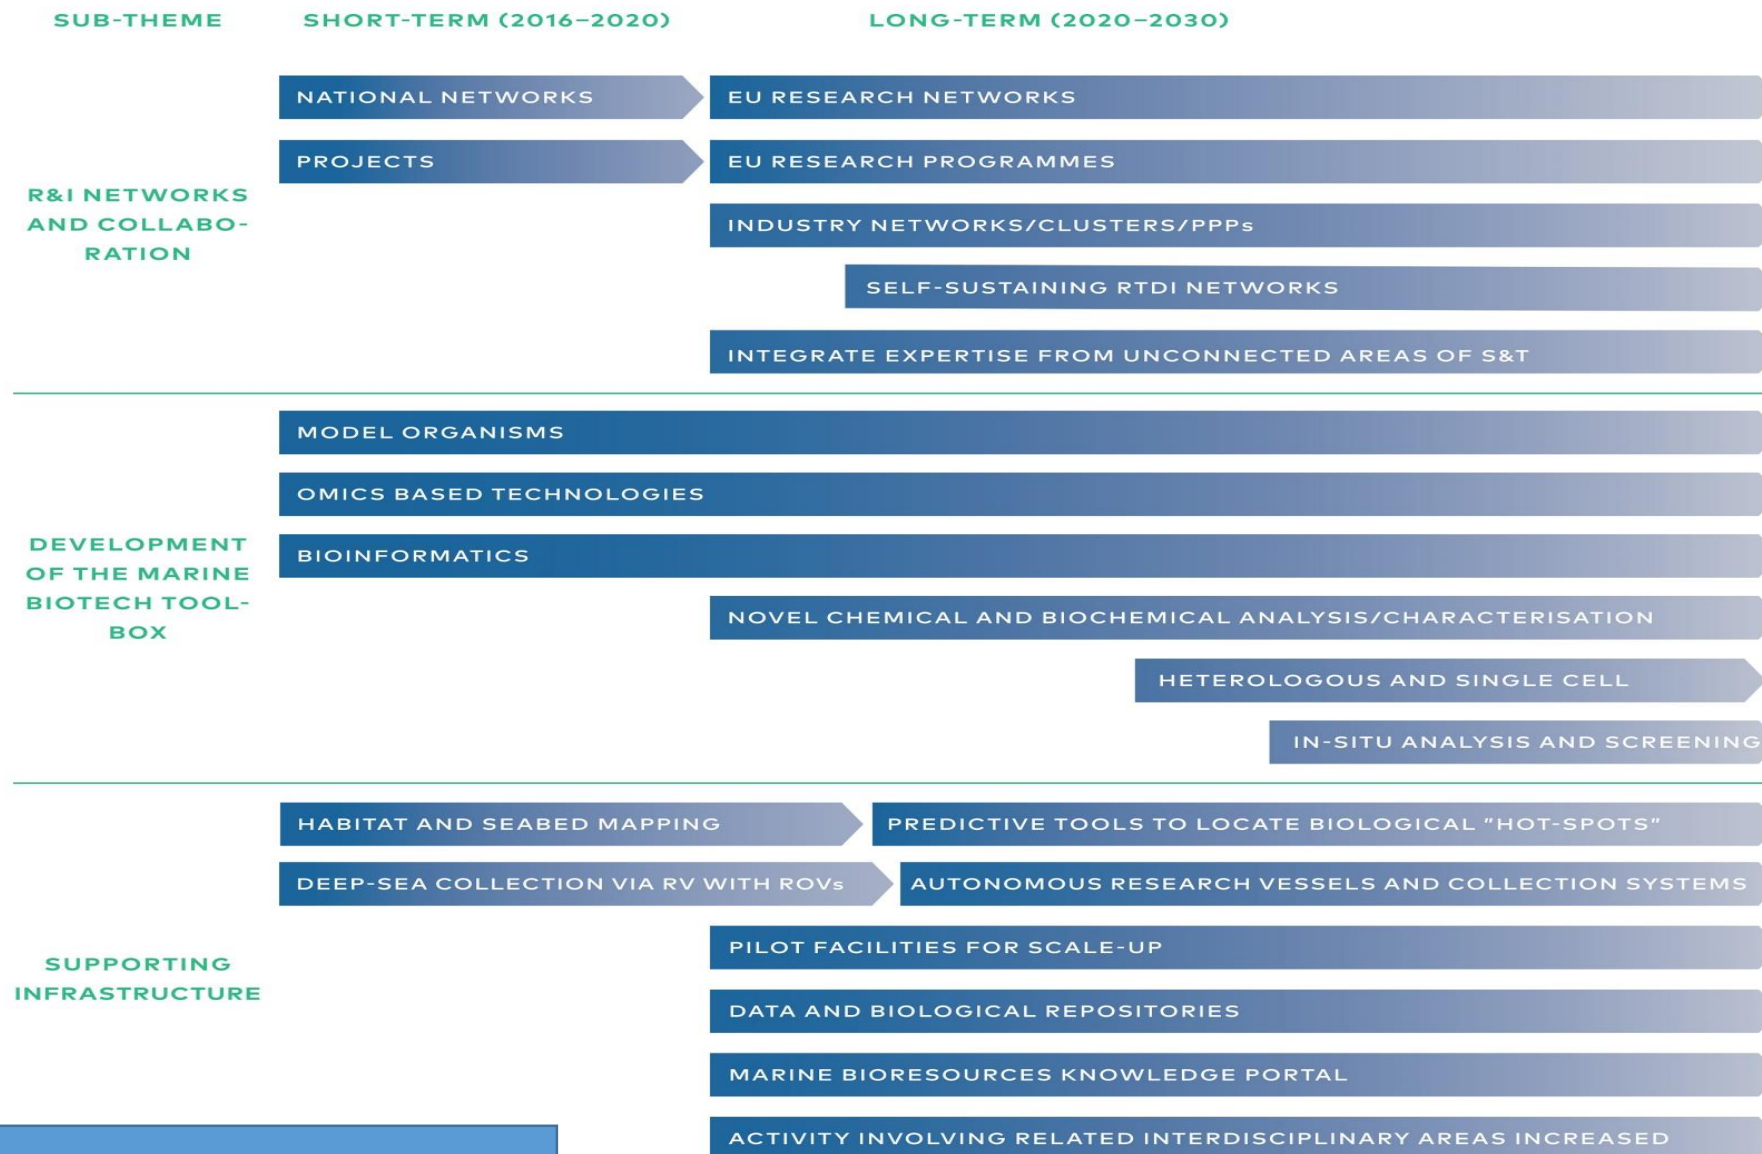 SUB-THEME
SHORT-TERM (2016–2020)
LONG-TERM (2020–2030)
R&I NETWORKS
AND COLLABO-
RATION
NATIONAL NETWORKS
EU RESEARCH NETWORKS
PROJECTS
EU RESEARCH PROGRAMMES
INDUSTRY NETWORKS/CLUSTERS/PPPs
SELF-SUSTAINING RTDI NETWORKS
INTEGRATE EXPERTISE FROM UNCONNECTED AREAS OF S&T
DEVELOPMENT
OF THE MARINE
BIOTECH TOOL-
BOX
MODEL ORGANISMS
OMICS BASED TECHNOLOGIES
BIOINFORMATICS
NOVEL CHEMICAL AND BIOCHEMICAL ANALYSIS/CHARACTERISATION
HETEROLOGOUS AND SINGLE CELL
IN-SITU ANALYSIS AND SCREENING
SUPPORTING
INFRASTRUCTURE
HABITAT AND SEABED MAPPING
PREDICTIVE TOOLS TO LOCATE BIOLOGICAL "HOT-SPOTS"
DEEP-SEA COLLECTION VIA RV WITH ROVs
AUTONOMOUS RESEARCH VESSELS AND COLLECTION SYSTEMS
PILOT FACILITIES FOR SCALE-UP
DATA AND BIOLOGICAL REPOSITORIES
MARINE BIORESOURCES KNOWLEDGE PORTAL
ACTIVITY INVOLVING RELATED INTERDISCIPLINARY AREAS INCREASED